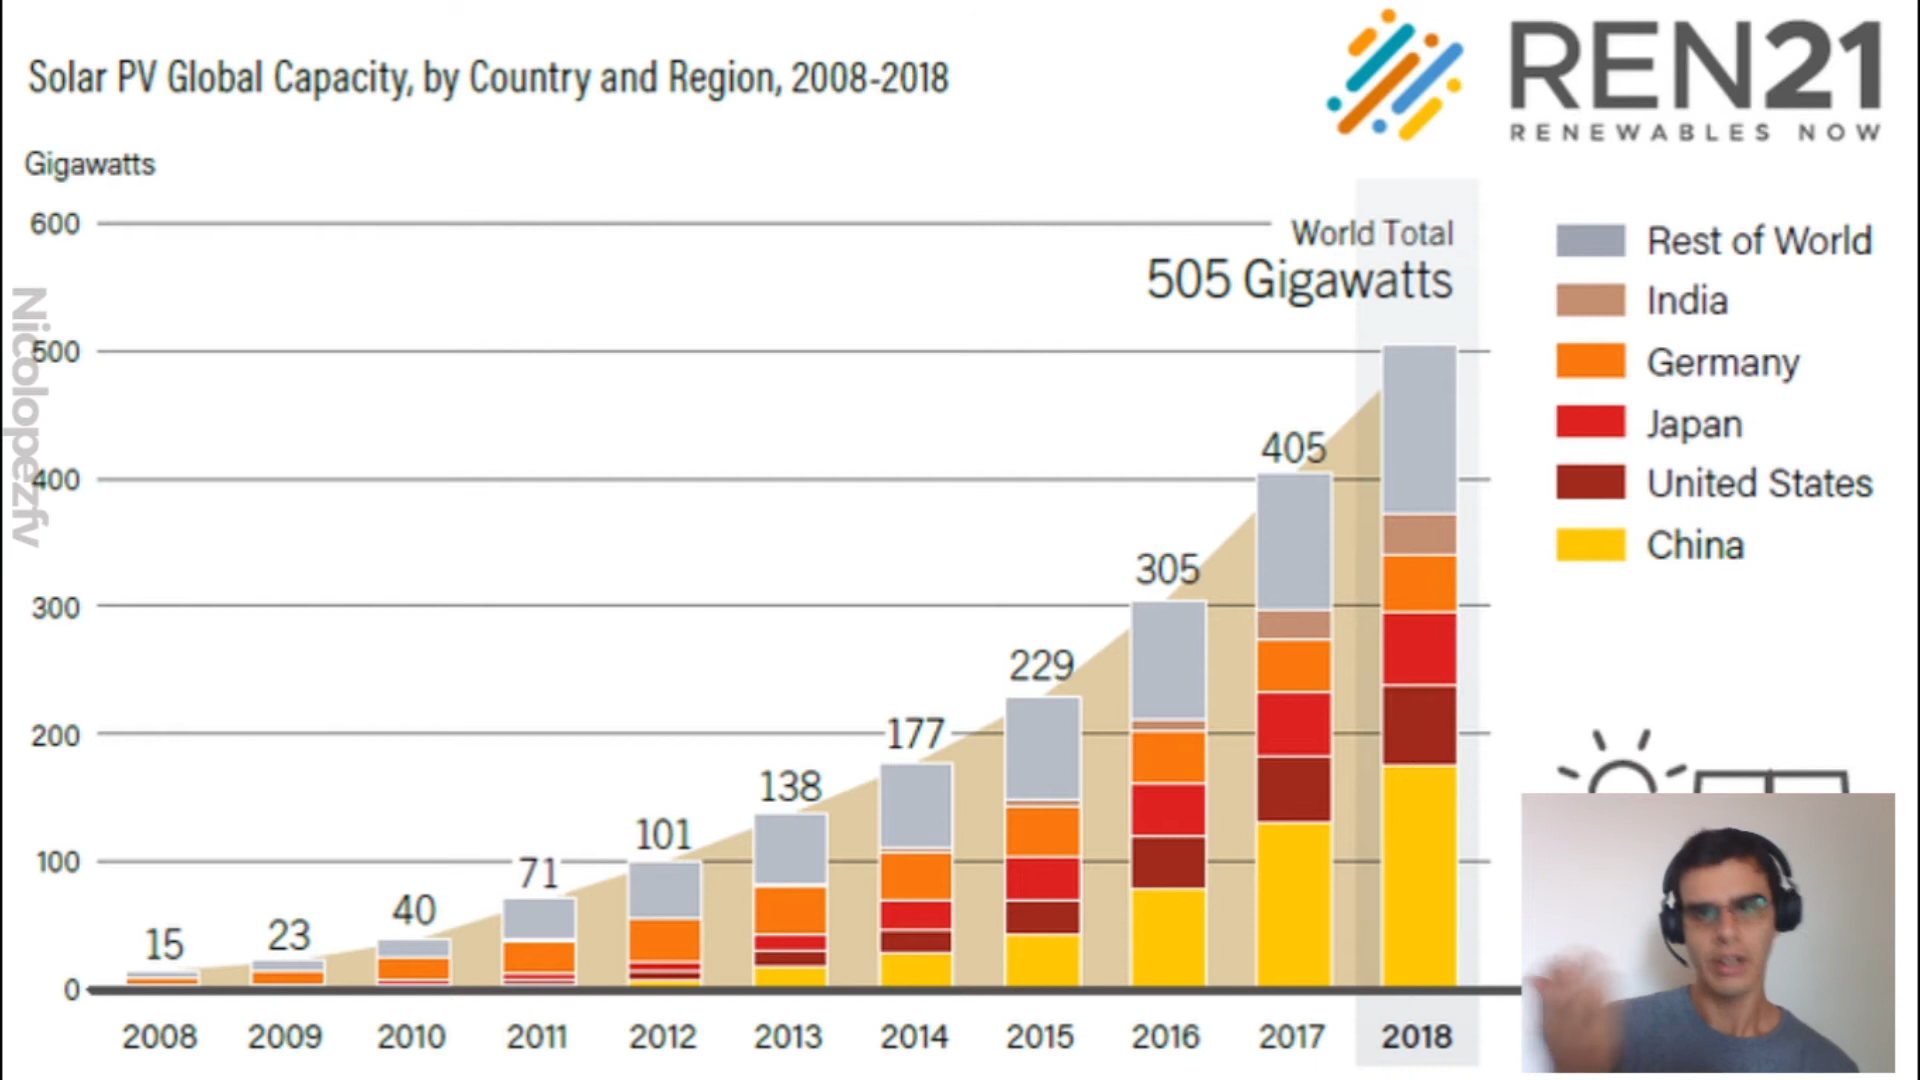 Solar PV Global Capacity, by Country and Region, 2008-2018
REN21
RENEWABLES NOW
Gigawatts
600
500
400
300
200
100
0
World Total
505 Gigawatts
15
23
40
71
101
138
177
229
305
405
2008
2009
2010
2011
2012
2013
2014
2015
2016
2017
2018
Rest of World
India
Germany
Japan
United States
China
Nicolopezfv